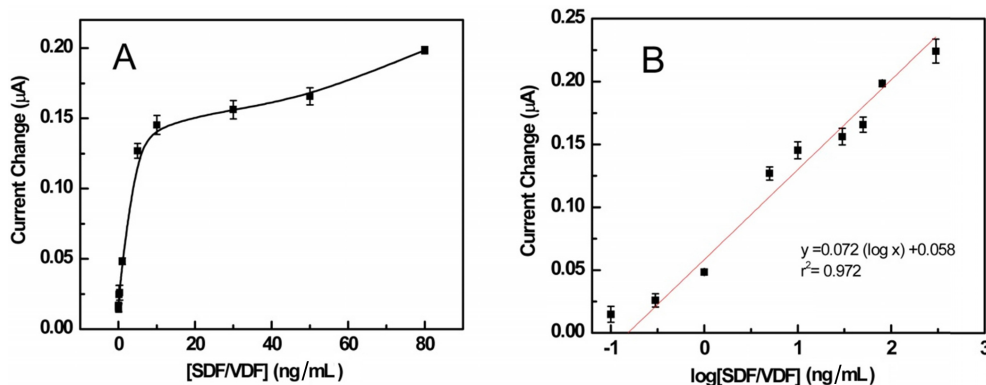 A
0.20
0.15
0.10
0.05
0.00
Current Change (μA)
0 20 40 60 80
[SDF/VDF] (ng/mL)
B
0.25
0.20
0.15
0.10
0.05
0.00
Current Change (μA)
y =0.072 (log x) +0.058
r²= 0.972
-1 0 1 2 3
log[SDF/VDF] (ng/mL)